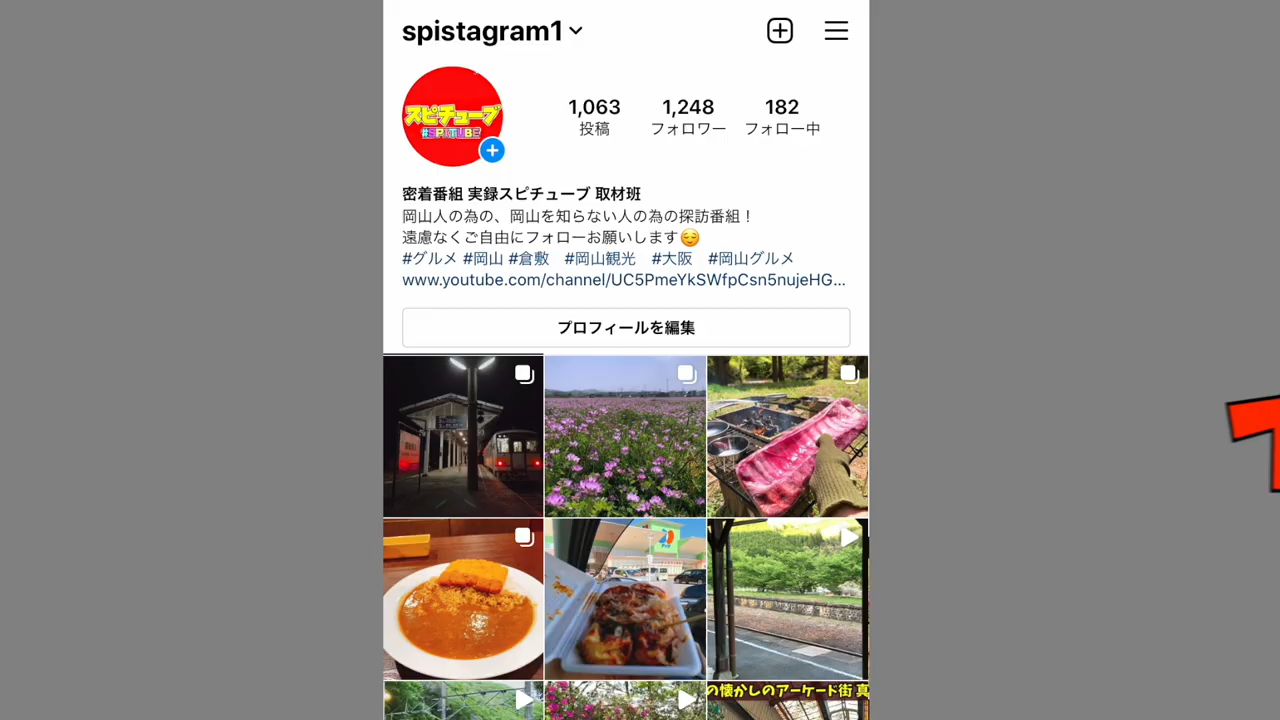 spistagram1
スピチューブ
#SPITUBE
1,063
投稿
1,248
フォロワー
182
フォロー中
密着番組 実録スピチューブ 取材班
岡山人の為の、岡山を知らない人の為の探訪番組！
遠慮なくご自由にフォローお願いします😌
#グルメ #岡山 #倉敷 #岡山観光 #大阪 #岡山グルメ
www.youtube.com/channel/UC5PmeYkSWfpCsn5nujeHG...
プロフィールを編集
の懐かしのアーケード街 真